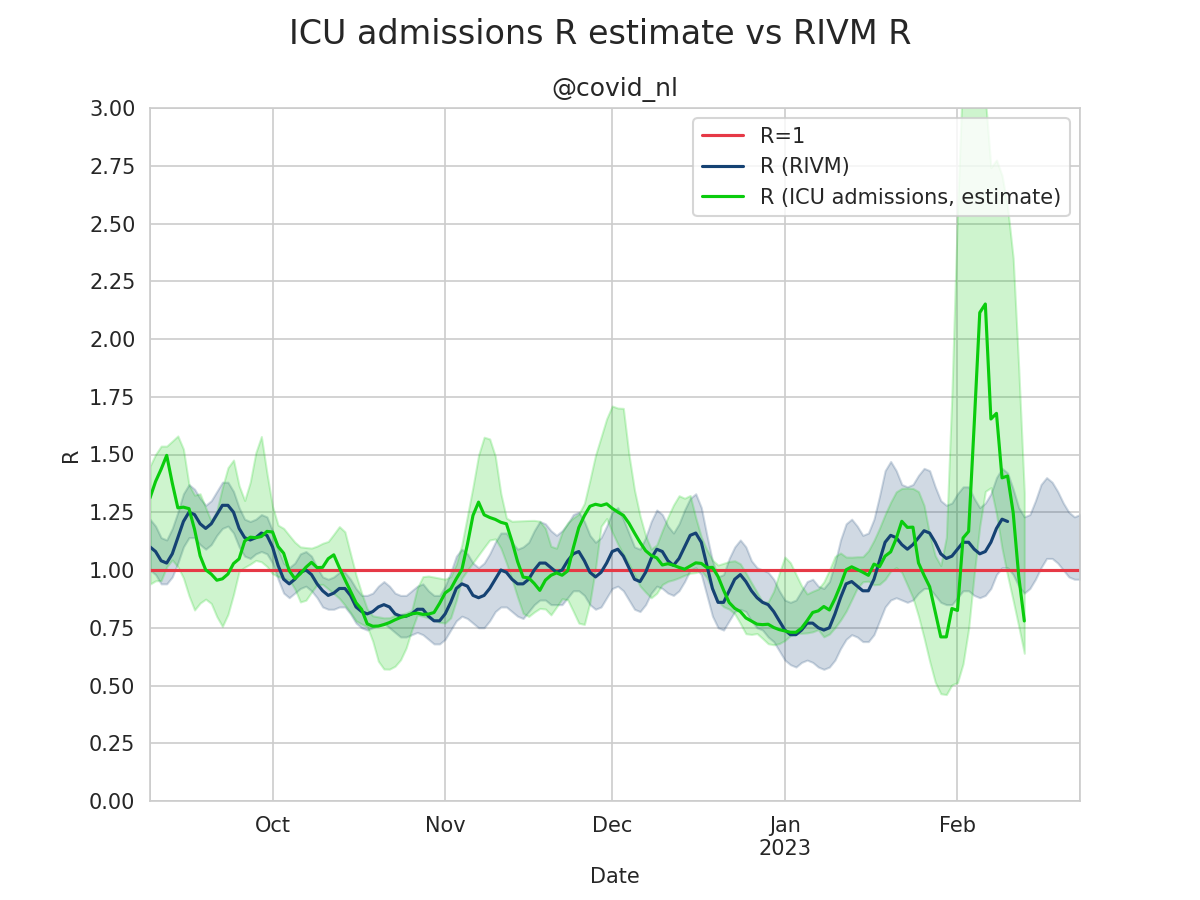 ICU admissions R estimate vs RIVM R
@covid_nl
R=1
R (RIVM)
R (ICU admissions, estimate)
3.00
2.75
2.50
2.25
2.00
1.75
1.50
1.25
1.00
0.75
0.50
0.25
0.00
R
Oct Nov Dec Jan Feb
2023
Date